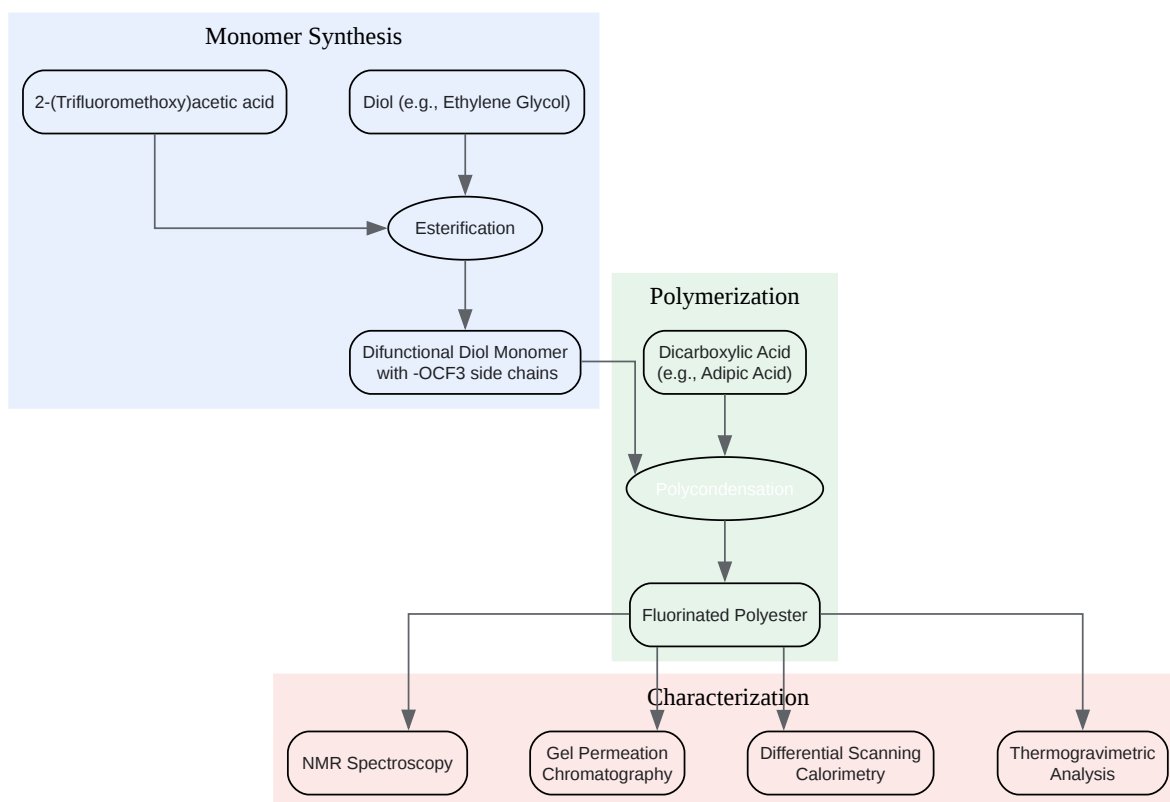 Monomer Synthesis
2-(Trifluoromethoxy)acetic acid
Diol (e.g., Ethylene Glycol)
Esterification
Difunctional Diol Monomer
with -OCF3 side chains
Polymerization
Dicarboxylic Acid
(e.g., Adipic Acid)
Polycondensation
Fluorinated Polyester
Characterization
NMR Spectroscopy
Gel Permeation
Chromatography
Differential Scanning
Calorimetry
Thermogravimetric
Analysis